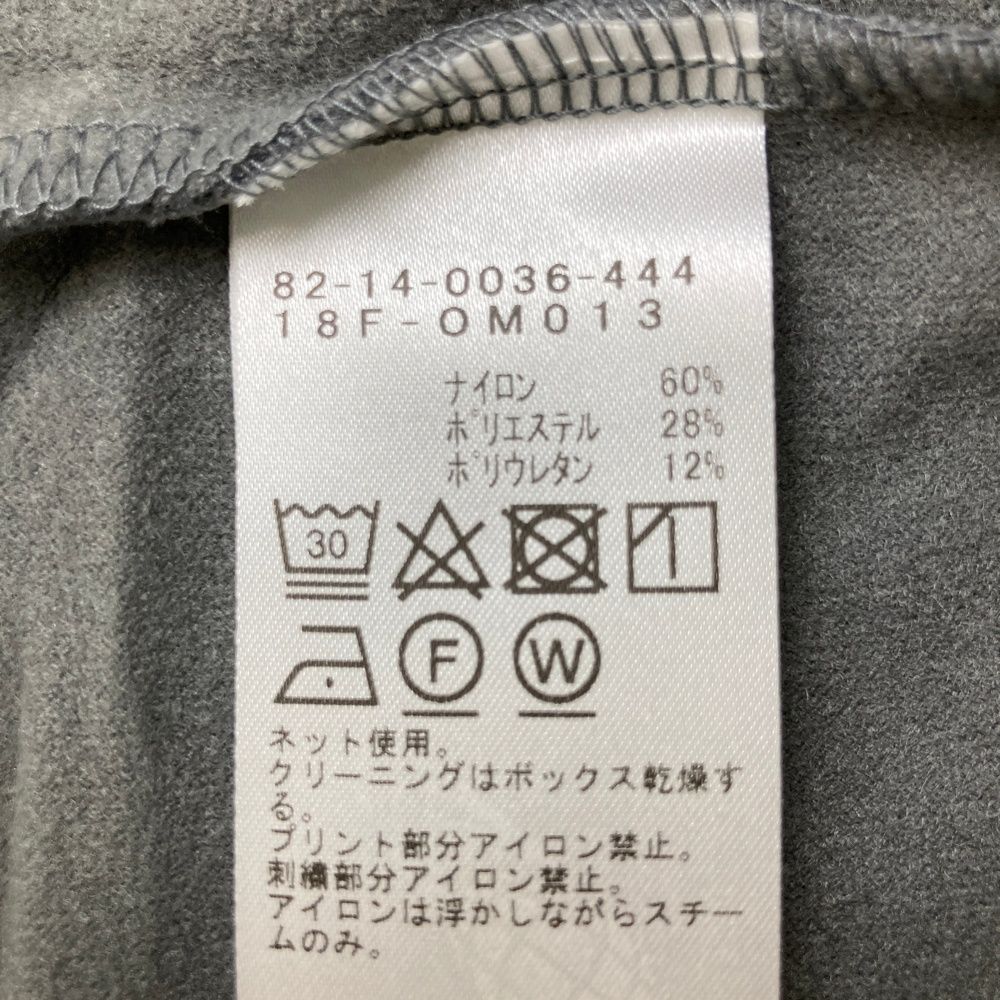 82-14-0036-444
18F-OM013
ナイロン 60%
ポリエステル 28%
ポリウレタン 12%
30
F W
ネット使用。
クリーニングはボックス乾燥す
る。
プリント部分アイロン禁止。
刺繍部分アイロン禁止。
アイロンは浮かしながらスチー
ムのみ。